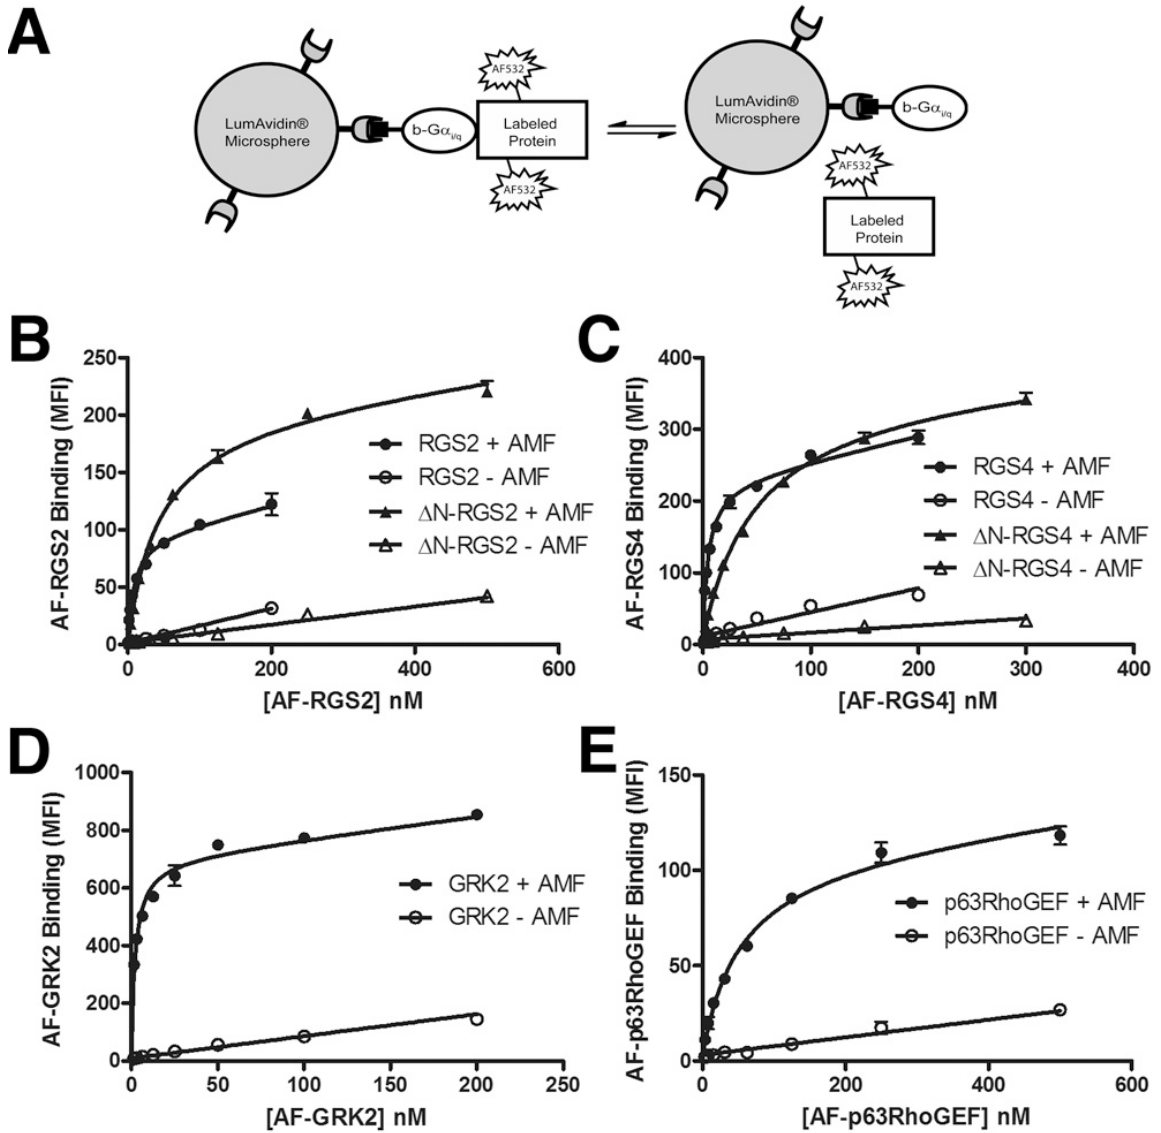 A
LumAvidin®
Microsphere
b-Gαi/q
AF532
Labeled
Protein
AF532
LumAvidin®
Microsphere
b-Gαi/q
AF532
Labeled
Protein
AF532
B
AF-RGS2 Binding (MFI)
250
200
150
100
50
0
RGS2 + AMF
RGS2 - AMF
ΔN-RGS2 + AMF
ΔN-RGS2 - AMF
0 200 400 600
[AF-RGS2] nM
C
AF-RGS4 Binding (MFI)
400
300
200
100
0
RGS4 + AMF
RGS4 - AMF
ΔN-RGS4 + AMF
ΔN-RGS4 - AMF
0 100 200 300 400
[AF-RGS4] nM
D
AF-GRK2 Binding (MFI)
1000
800
600
400
200
0
GRK2 + AMF
GRK2 - AMF
0 50 100 150 200 250
[AF-GRK2] nM
E
AF-p63RhoGEF Binding (MFI)
150
100
50
0
p63RhoGEF + AMF
p63RhoGEF - AMF
0 200 400 600
[AF-p63RhoGEF] nM